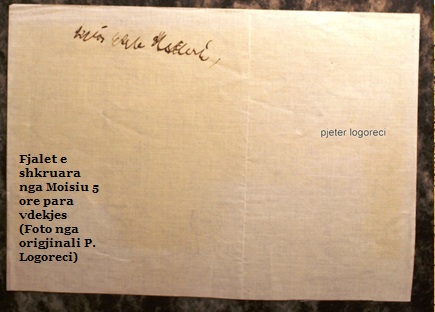 pjeter logoreci
Fjalet e
shkruara
nga Moisiu 5
ore para
vdekjes
(Foto nga
origjinali P.
Logoreci)